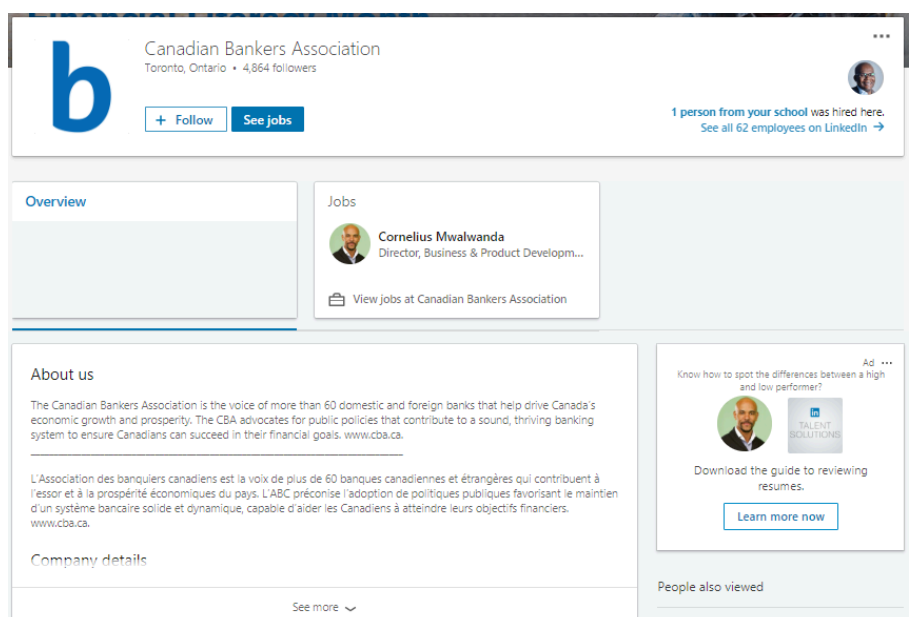 Financial Literacy Month
b
Canadian Bankers Association
Toronto, Ontario • 4,864 followers
+ Follow
See jobs
1 person from your school was hired here.
See all 62 employees on LinkedIn →
Overview
Jobs
Cornelius Mwalwanda
Director, Business & Product Developm...
View jobs at Canadian Bankers Association
About us
The Canadian Bankers Association is the voice of more than 60 domestic and foreign banks that help drive Canada's
economic growth and prosperity. The CBA advocates for public policies that contribute to a sound, thriving banking
system to ensure Canadians can succeed in their financial goals. www.cba.ca.
L'Association des banquiers canadiens est la voix de plus de 60 banques canadiennes et étrangères qui contribuent à
l'essor et à la prospérité économiques du pays. L'ABC préconise l'adoption de politiques publiques favorisant le maintien
d'un système bancaire solide et dynamique, capable d'aider les Canadiens à atteindre leurs objectifs financiers.
www.cba.ca.
Company details
See more
Ad
Know how to spot the differences between a high
and low performer?
in
TALENT
SOLUTIONS
Download the guide to reviewing
resumes.
Learn more now
People also viewed